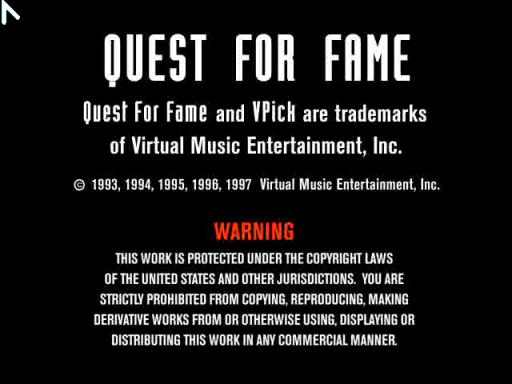 QUEST FOR FAME
Quest For Fame and VPick are trademarks
of Virtual Music Entertainment, Inc.
© 1993, 1994, 1995, 1996, 1997 Virtual Music Entertainment, Inc.
WARNING
THIS WORK IS PROTECTED UNDER THE COPYRIGHT LAWS
OF THE UNITED STATES AND OTHER JURISDICTIONS. YOU ARE
STRICTLY PROHIBITED FROM COPYING, REPRODUCING, MAKING
DERIVATIVE WORKS FROM OR OTHERWISE USING, DISPLAYING OR
DISTRIBUTING THIS WORK IN ANY COMMERCIAL MANNER.